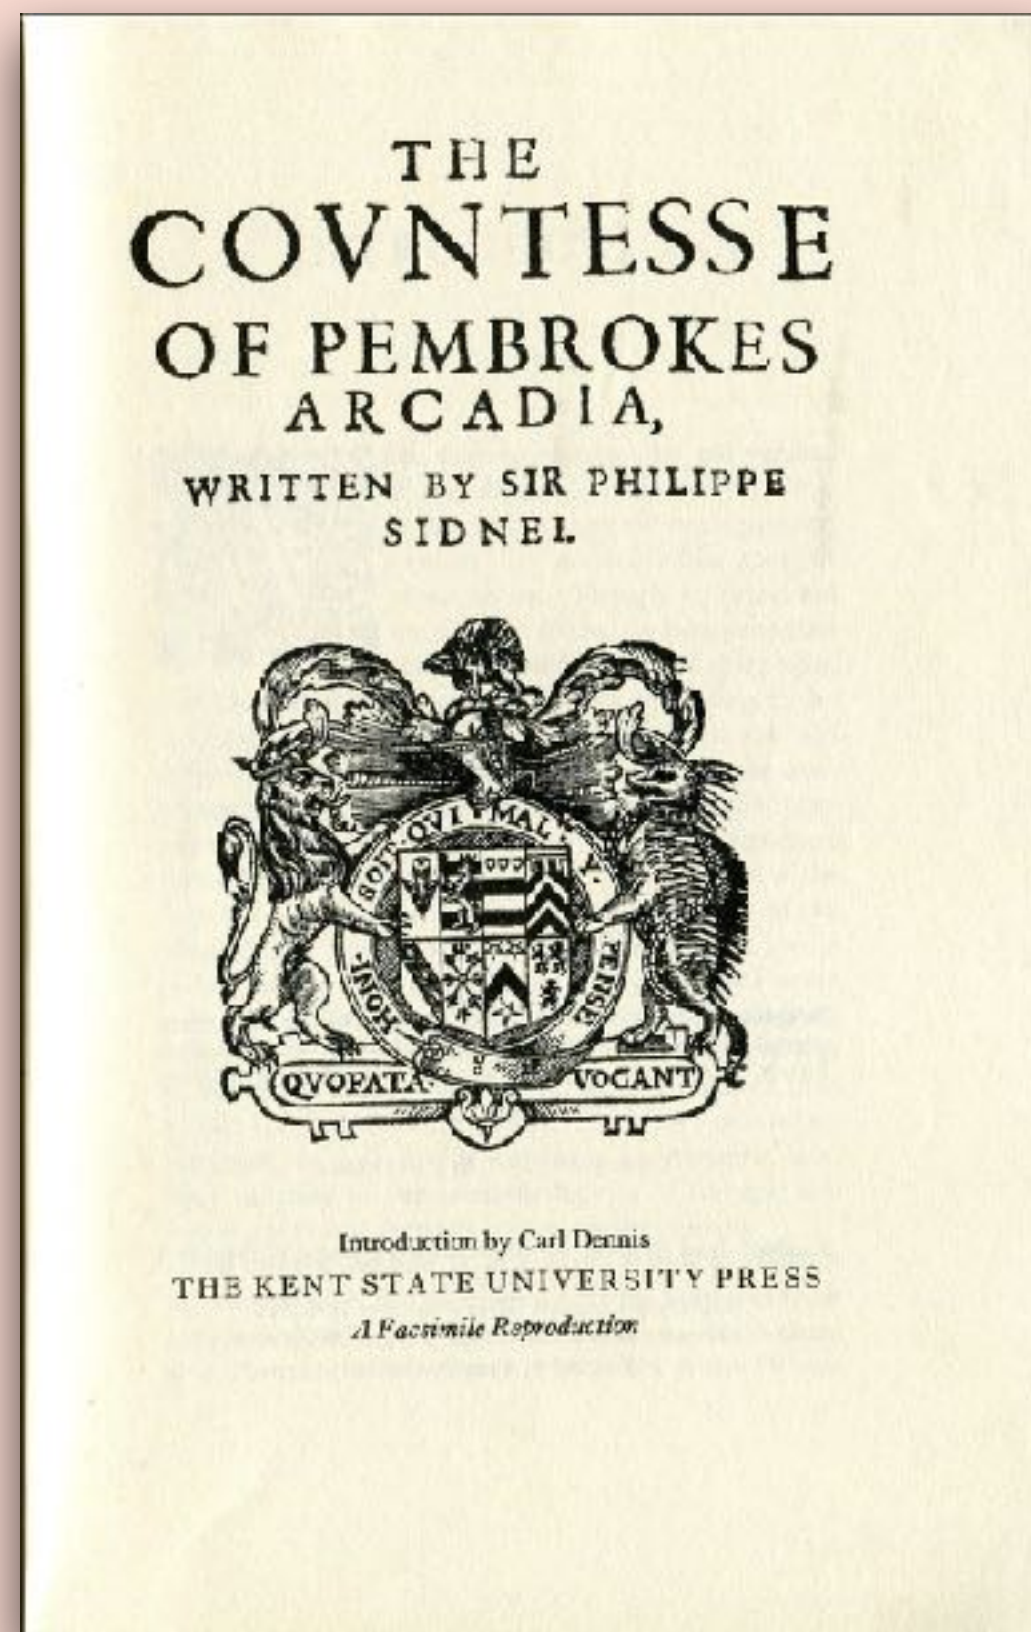 THE
COVNTESSE
OF PEMBROKES
ARCADIA,
WRITTEN BY SIR PHILIPPE
SIDNEI.
HONI·SOIT·QVI·MAL·Y·PENSE
QVO FATA VOCANT
Introduction by Carl Dennis
THE KENT STATE UNIVERSITY PRESS
A Facsimile Reproduction